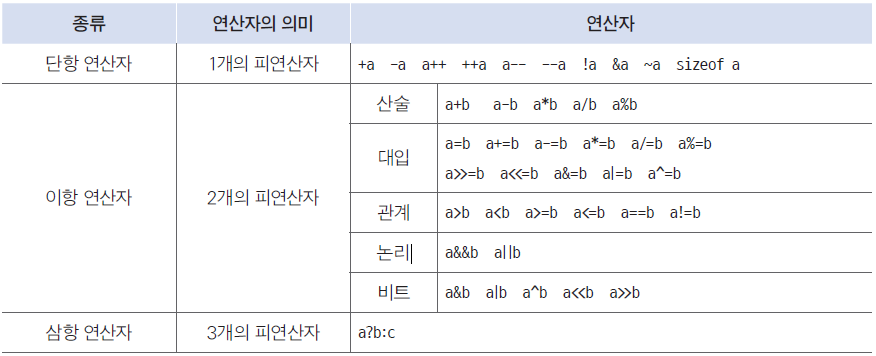 종류 연산자의 의미 연산자
단항 연산자 1개의 피연산자 +a -a a++ ++a a-- --a !a &a ~a sizeof a
이항 연산자 2개의 피연산자
산술 a+b a-b a*b a/b a%b
대입 a=b a+=b a-=b a*=b a/=b a%=b
a>>=b a<<=b a&=b a|=b a^=b
관계 a>b a<b a>=b a<=b a==b a!=b
논리 a&&b a||b
비트 a&b a|b a^b a<<b a>>b
삼항 연산자 3개의 피연산자 a?b:c